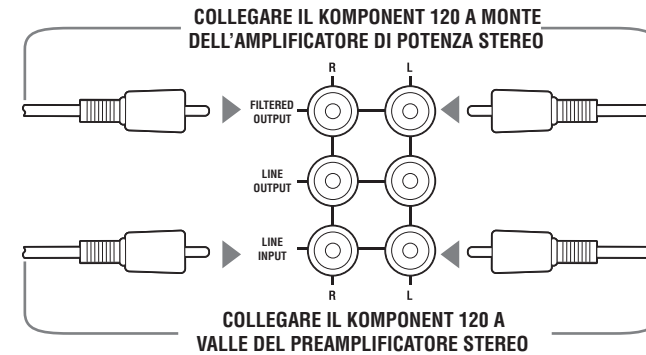 COLLEGARE IL KOMPONENT 120 A MONTE
DELL'AMPLIFICATORE DI POTENZA STEREO
R L
FILTERED
OUTPUT
LINE
OUTPUT
LINE
INPUT
R L
COLLEGARE IL KOMPONENT 120 A
VALLE DEL PREAMPLIFICATORE STEREO